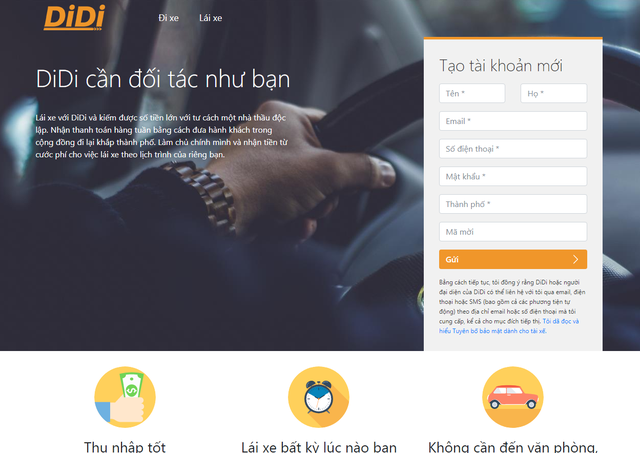 DiDi
Đi xe
Lái xe
DiDi cần đối tác như bạn
Lái xe với DiDi và kiếm được số tiền lớn với tư cách một nhà thầu độc
lập. Nhận thanh toán hàng tuần bằng cách đưa hành khách trong
cộng đồng đi lại khắp thành phố. Làm chủ chính mình và nhận tiền từ
cước phí cho việc lái xe theo lịch trình của riêng bạn.
Tạo tài khoản mới
Tên *
Họ *
Email *
Số điện thoại *
Mật khẩu *
Thành phố *
Mã mời
Gửi
Bằng cách tiếp tục, tôi đồng ý rằng DiDi hoặc người
đại diện của DiDi có thể liên hệ với tôi qua email, điện
thoại hoặc SMS (bao gồm cả các phương tiện tự
động) theo địa chỉ email hoặc số điện thoại mà tôi
cung cấp, kể cả cho mục đích tiếp thị. Tôi đã đọc và
hiểu Tuyên bố bảo mật dành cho tài xế.
Thu nhập tốt
Lái xe bất kỳ lúc nào bạn
Không cần đến văn phòng,